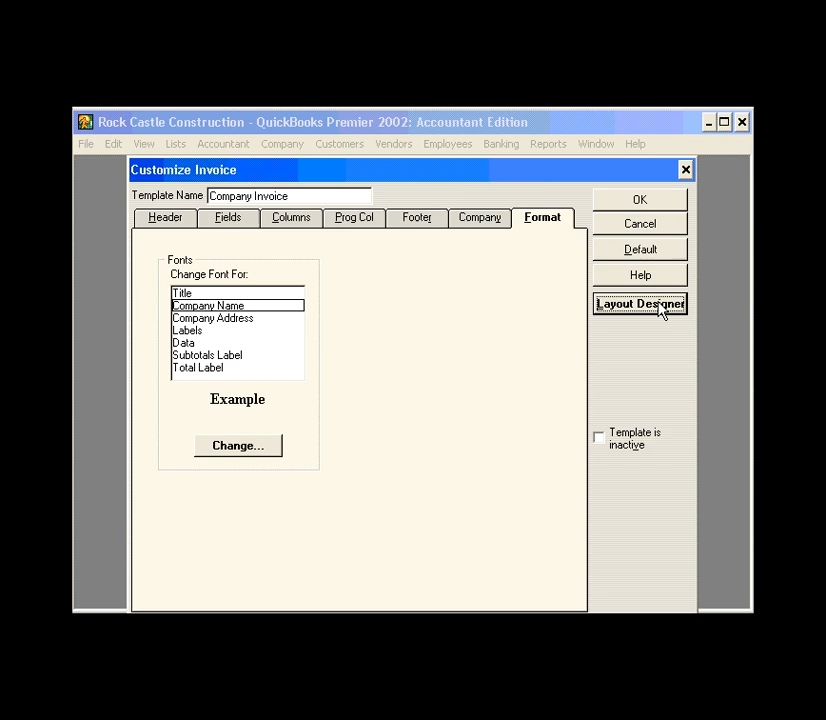 Rock Castle Construction - QuickBooks Premier 2002: Accountant Edition
File Edit View Lists Accountant Company Customers Vendors Employees Banking Reports Window Help
Customize Invoice
Template Name Company Invoice
Header Fields Columns Prog Col Footer Company Format
OK
Cancel
Default
Help
Layout Designer
Fonts
Change Font For:
Title
Company Name
Company Address
Labels
Data
Subtotals Label
Total Label
Example
Change...
Template is
inactive